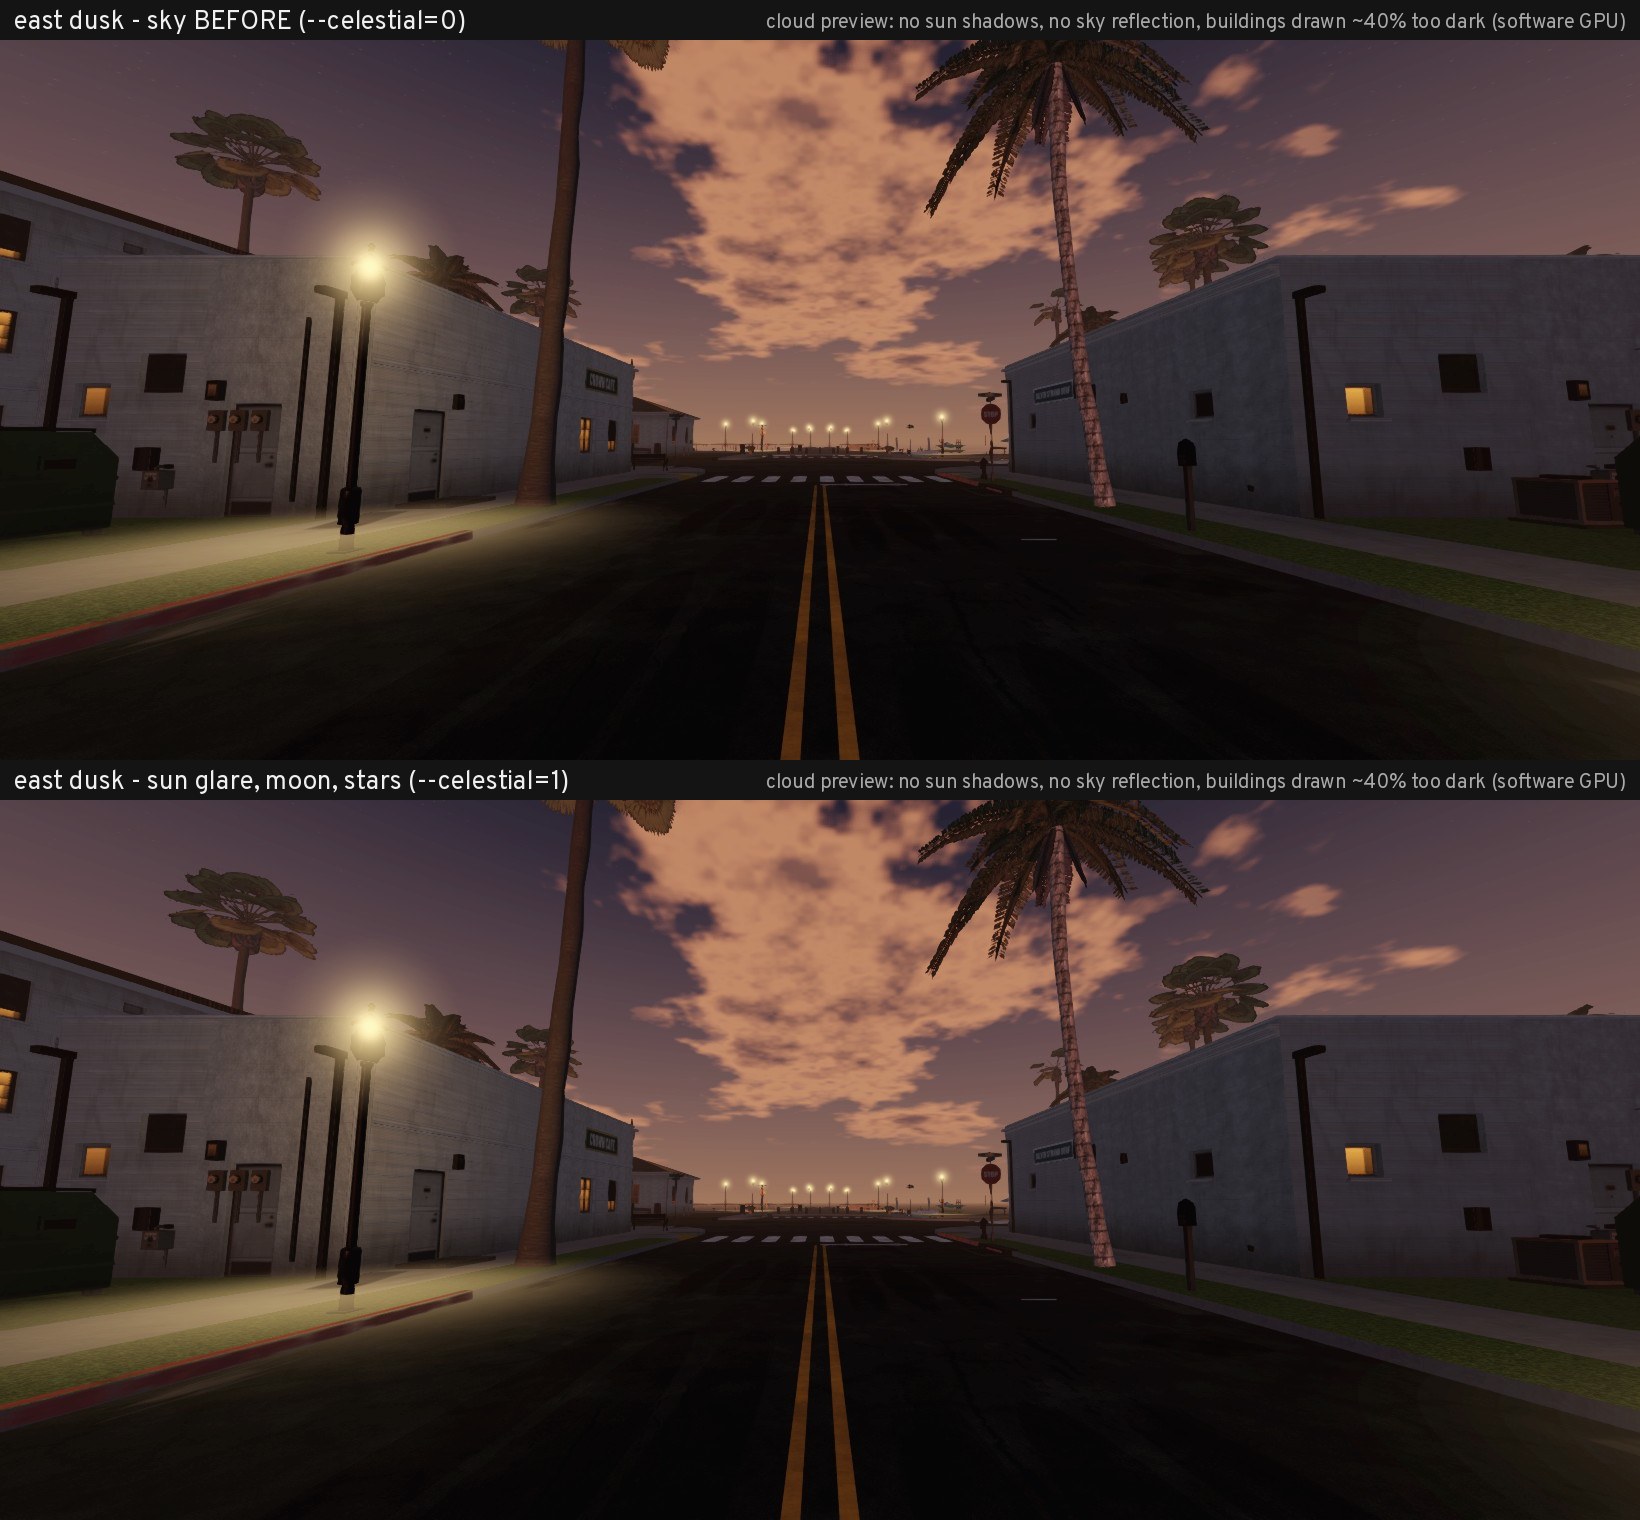 east dusk - sky BEFORE (--celestial=0)
cloud preview: no sun shadows, no sky reflection, buildings drawn ~40% too dark (software GPU)
STOP
east dusk - sun glare, moon, stars (--celestial=1)
cloud preview: no sun shadows, no sky reflection, buildings drawn ~40% too dark (software GPU)
STOP